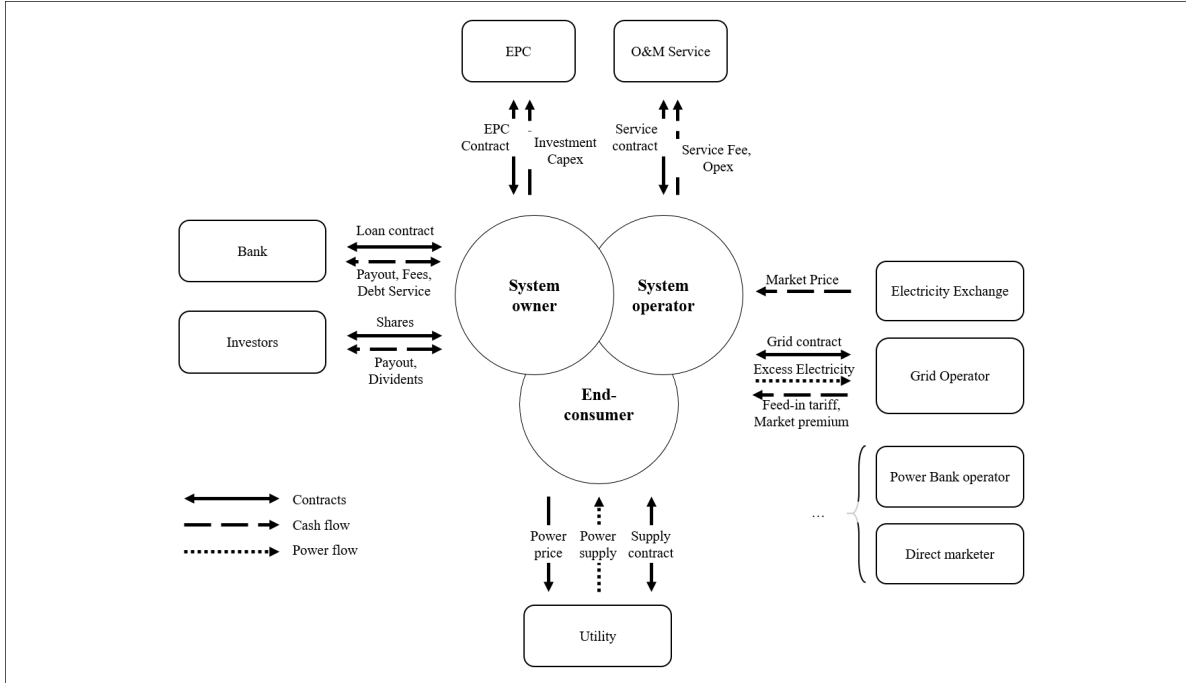 EPC
O&M Service
EPC
Contract
Investment
Capex
Service
contract
Service Fee,
Opex
Bank
Loan contract
Payout, Fees,
Debt Service
Investors
Shares
Payout,
Dividents
System
owner
System
operator
End-
consumer
Market Price
Electricity Exchange
Grid contract
Excess Electricity
Feed-in tariff,
Market premium
Grid Operator
Power Bank operator
...
Direct marketer
Contracts
Cash flow
Power flow
Power
price
Power
supply
Supply
contract
Utility